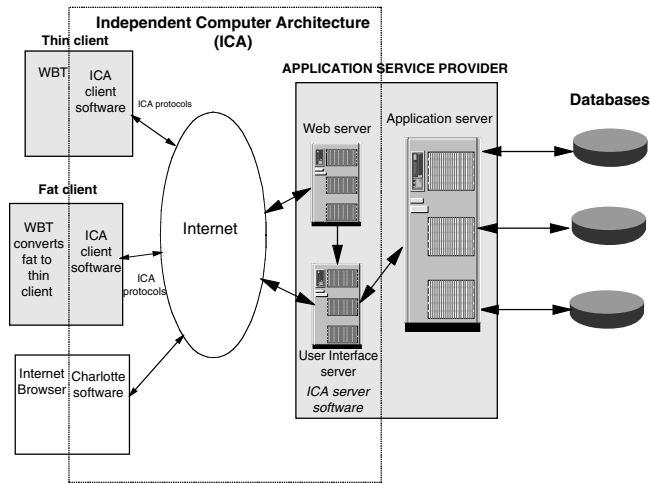 Independent Computer Architecture
(ICA)
Thin client
WBT
ICA
client
software
ICA protocols
APPLICATION SERVICE PROVIDER
Web server
Application server
Databases
Fat client
WBT
converts
fat to
thin
client
ICA
client
software
ICA
protocols
Internet
Internet
Browser
Charlotte
software
User Interface
server
ICA server
software